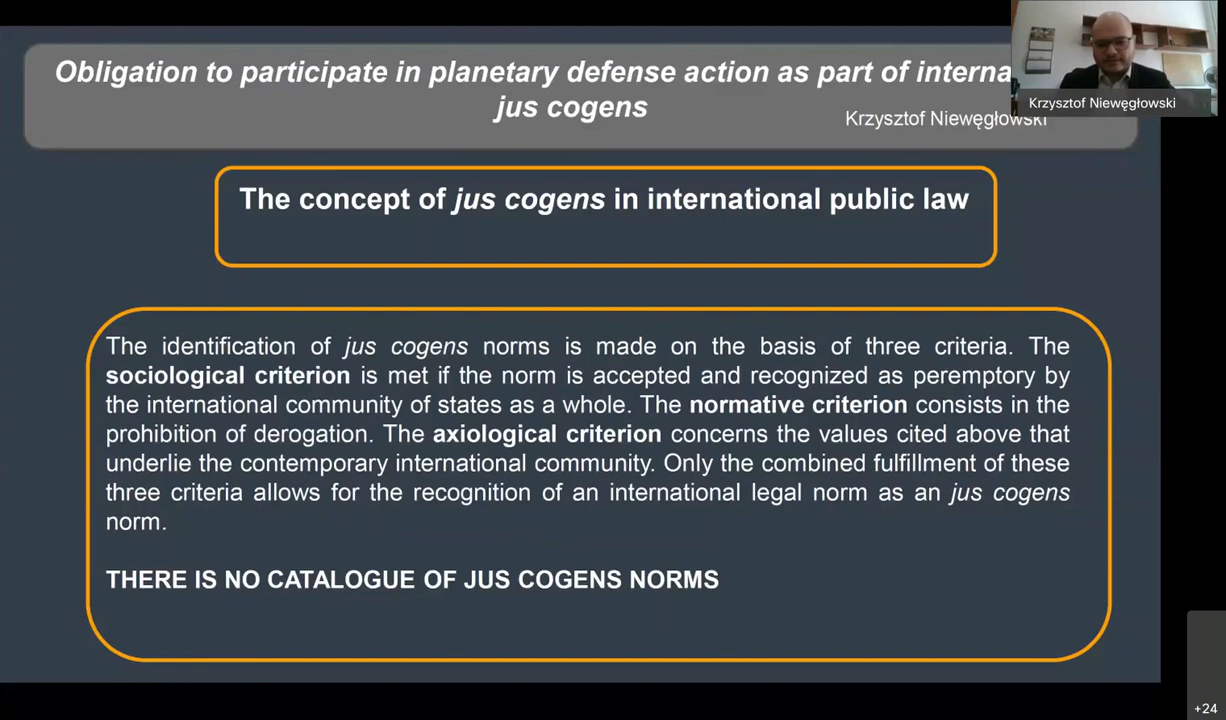 Obligation to participate in planetary defense action as part of interna
jus cogens
Krzysztof Niewęgłowski
Krzysztof Niewęgłowski
The concept of jus cogens in international public law
The identification of jus cogens norms is made on the basis of three criteria. The
sociological criterion is met if the norm is accepted and recognized as peremptory by
the international community of states as a whole. The normative criterion consists in the
prohibition of derogation. The axiological criterion concerns the values cited above that
underlie the contemporary international community. Only the combined fulfillment of these
three criteria allows for the recognition of an international legal norm as an jus cogens
norm.
THERE IS NO CATALOGUE OF JUS COGENS NORMS
+24